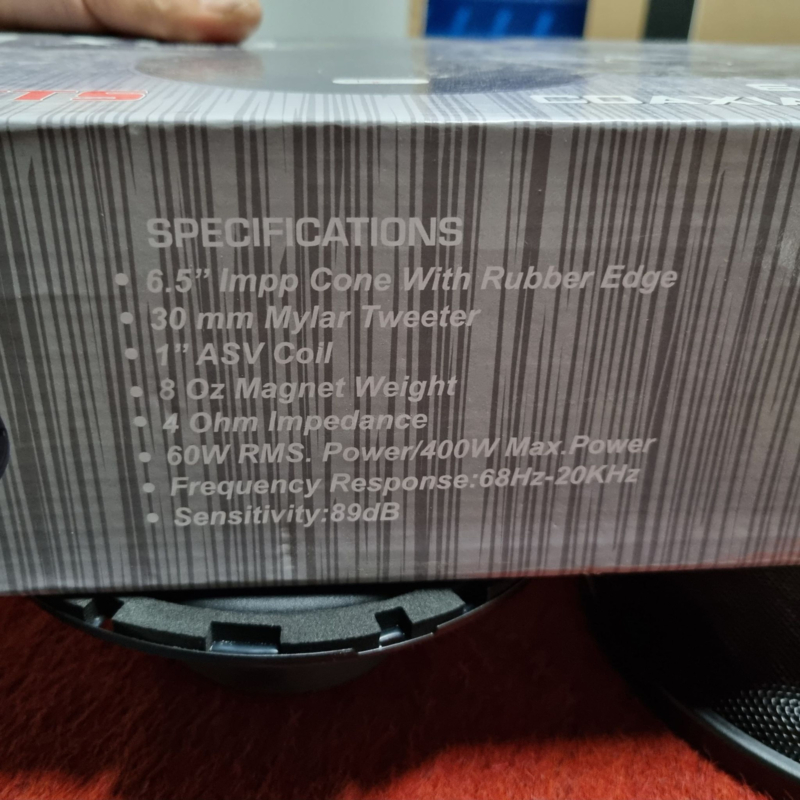 SPECIFICATIONS
• 6.5” Impp Cone With Rubber Edge
• 30 mm Mylar Tweeter
• 1” ASV Coil
• 8 Oz Magnet Weight
• 4 Ohm Impedance
• 60W RMS. Power/400W Max.Power
• Frequency Response:68Hz-20KHz
• Sensitivity:89dB